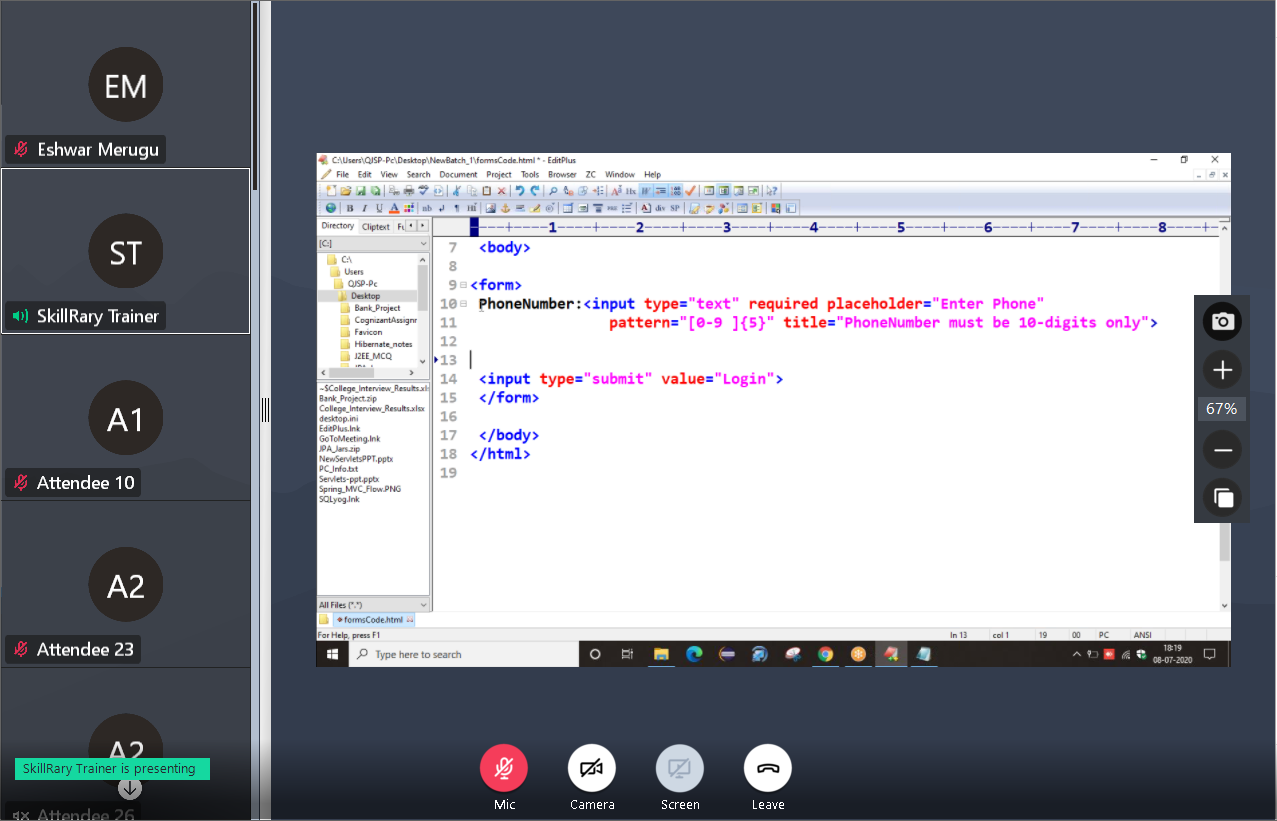 EM
Eshwar Merugu
ST
SkillRary Trainer
A1
Attendee 10
A2
Attendee 23
A2
SkillRary Trainer is presenting
Attendee 26
C:\Users\QJSP-Pc\Desktop\NewBatch_1\formsCode.html * - EditPlus
File Edit View Search Document Project Tools Browser ZC Window Help
Directory Cliptext
[C:]
C:\
Users
QJSP-Pc
Desktop
Bank_Project
CognizantAssignr
Favicon
Hibernate_notes
J2EE_MCQ
~$College_Interview_Results.xls
Bank_Project.zip
College_Interview_Results.xlsx
desktop.ini
EditPlus.lnk
GoToMeeting.lnk
JPA_Jars.zip
NewServletsPPT.pptx
PC_Info.txt
Servlets-ppt.pptx
Spring_MVC_Flow.PNG
SQLyog.lnk
All Files (*.*)
----+----1----+----2----+----3----+----4----+----5----+----6----+----7----+----8----+--
7 <body>
8
9 <form>
10 PhoneNumber:<input type="text" required placeholder="Enter Phone"
11 pattern="[0-9 ]{5}" title="PhoneNumber must be 10-digits only">
12
13
14 <input type="submit" value="Login">
15 </form>
16
17 </body>
18 </html>
19
formsCode.html
For Help, press F1 ln 13 col 1 19 00 PC ANSI
Type here to search
18:19
08-07-2020
67%
Mic Camera Screen Leave